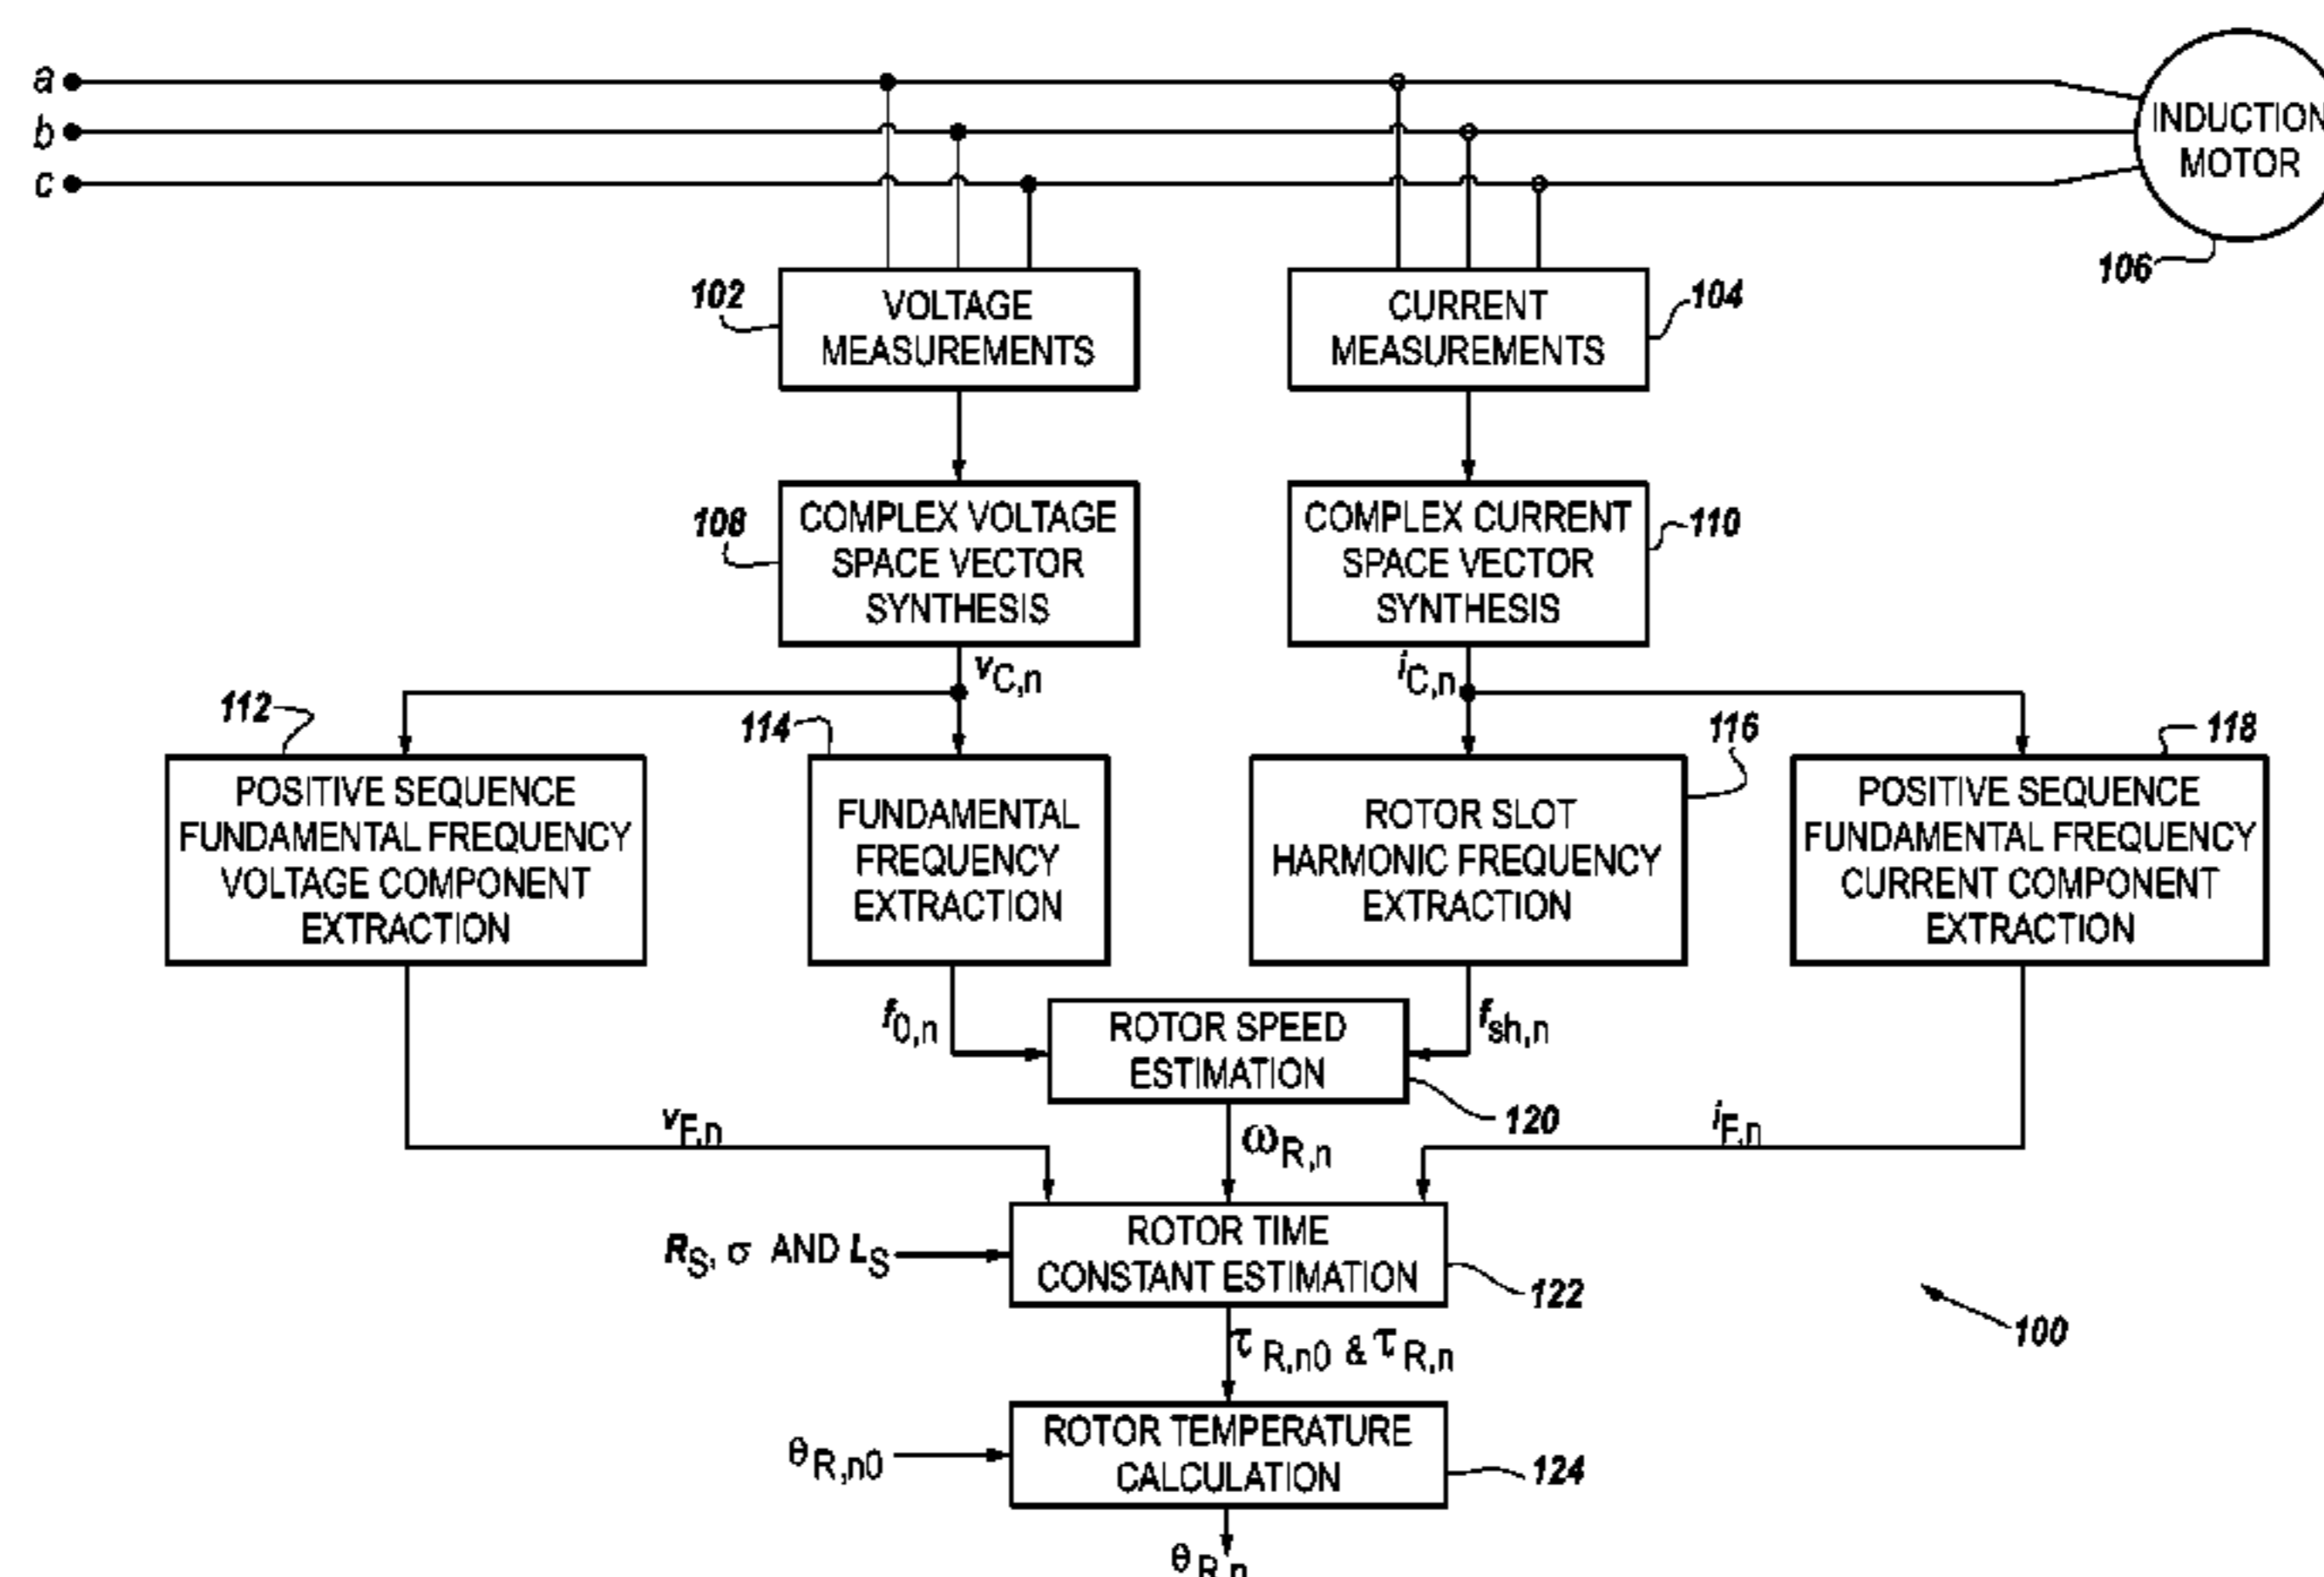 a
b
c
INDUCTION
MOTOR
106
102
VOLTAGE
MEASUREMENTS
CURRENT
MEASUREMENTS
104
108
COMPLEX VOLTAGE
SPACE VECTOR
SYNTHESIS
COMPLEX CURRENT
SPACE VECTOR
SYNTHESIS
110
vC,n
iC,n
112
114
116
118
POSITIVE SEQUENCE
FUNDAMENTAL FREQUENCY
VOLTAGE COMPONENT
EXTRACTION
FUNDAMENTAL
FREQUENCY
EXTRACTION
ROTOR SLOT
HARMONIC FREQUENCY
EXTRACTION
POSITIVE SEQUENCE
FUNDAMENTAL FREQUENCY
CURRENT COMPONENT
EXTRACTION
f0,n
ROTOR SPEED
ESTIMATION
fsh,n
120
vF,n
ωR,n
iF,n
RS, σ AND LS
ROTOR TIME
CONSTANT ESTIMATION
122
τR,n0 & τR,n
100
θR,n0
ROTOR TEMPERATURE
CALCULATION
124
θR,n